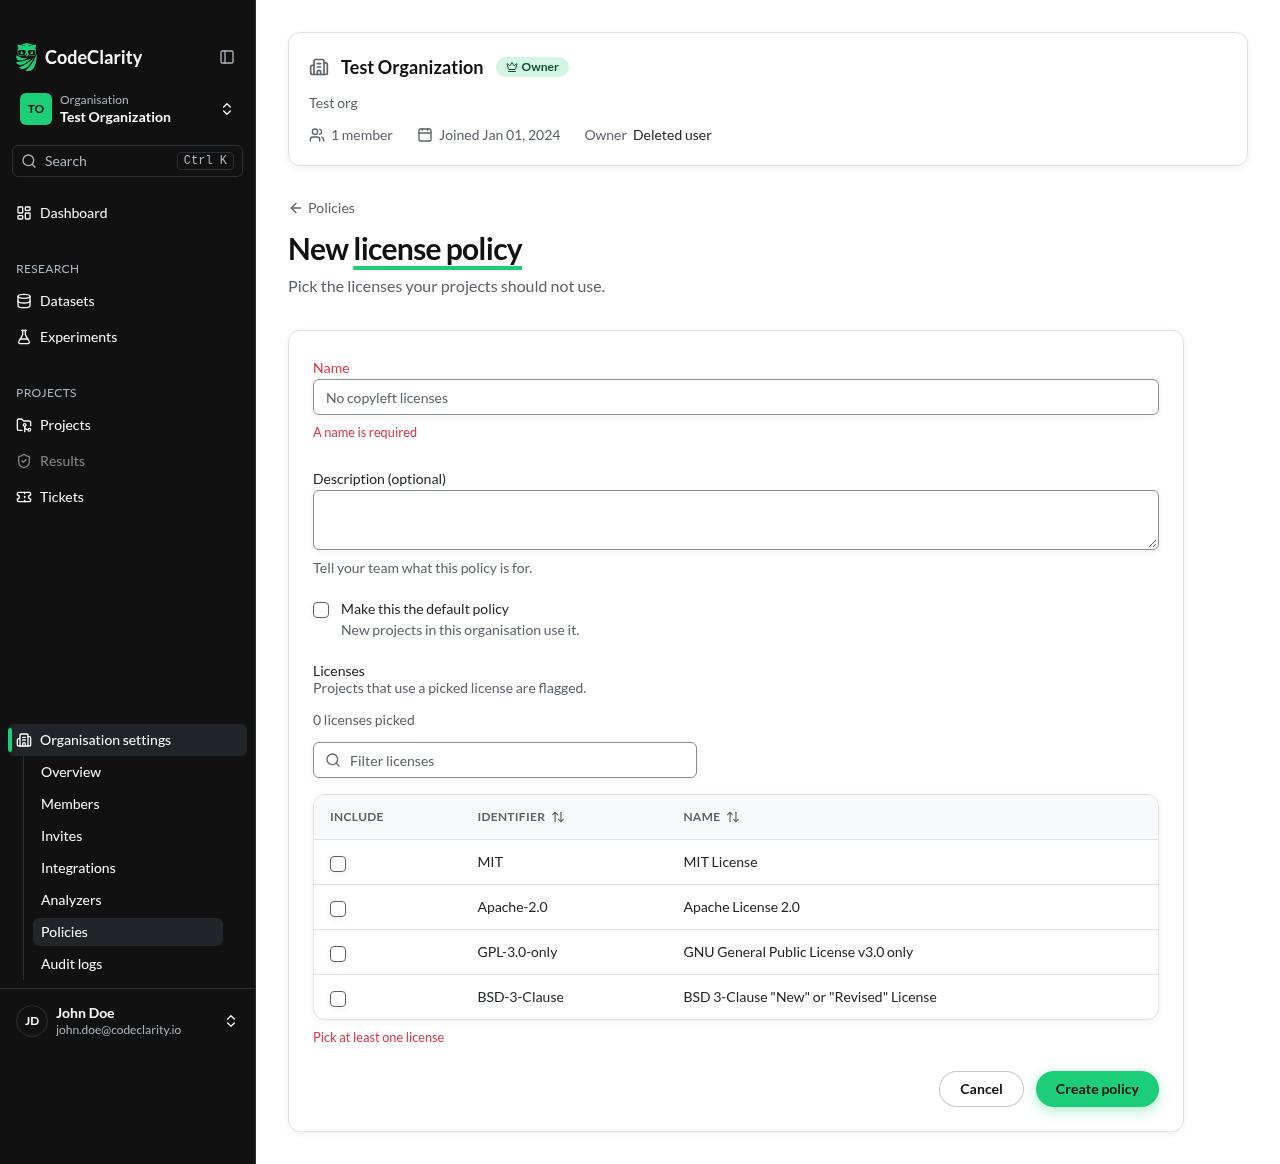 CodeClarity
TO
Organisation
Test Organization
Search
Ctrl K
Dashboard
RESEARCH
Datasets
Experiments
PROJECTS
Projects
Results
Tickets
Organisation settings
Overview
Members
Invites
Integrations
Analyzers
Policies
Audit logs
JD
John Doe
john.doe@codeclarity.io
Test Organization
Owner
Test org
1 member
Joined Jan 01, 2024
Owner Deleted user
Policies
New license policy
Pick the licenses your projects should not use.
Name
No copyleft licenses
A name is required
Description (optional)
Tell your team what this policy is for.
Make this the default policy
New projects in this organisation use it.
Licenses
Projects that use a picked license are flagged.
0 licenses picked
Filter licenses
INCLUDE IDENTIFIER NAME
MIT MIT License
Apache-2.0 Apache License 2.0
GPL-3.0-only GNU General Public License v3.0 only
BSD-3-Clause BSD 3-Clause "New" or "Revised" License
Pick at least one license
Cancel
Create policy